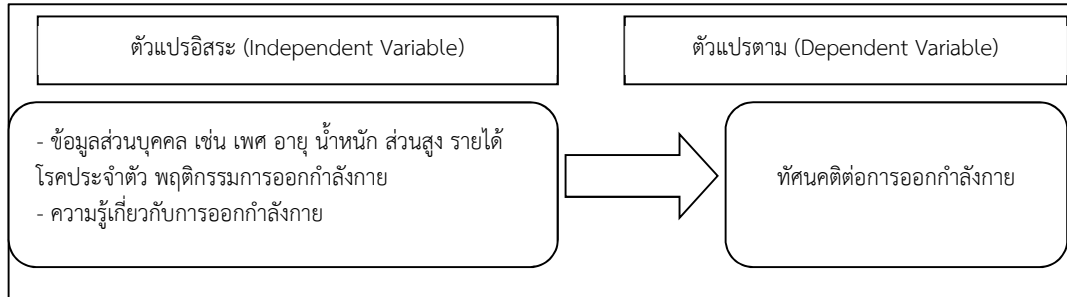 ตัวแปรอิสระ (Independent Variable)
ตัวแปรตาม (Dependent Variable)
- ข้อมูลส่วนบุคคล เช่น เพศ อายุ น้ำหนัก ส่วนสูง รายได้
โรคประจำตัว พฤติกรรมการออกกำลังกาย
- ความรู้เกี่ยวกับการออกกำลังกาย
ทัศนคติต่อการออกกำลังกาย